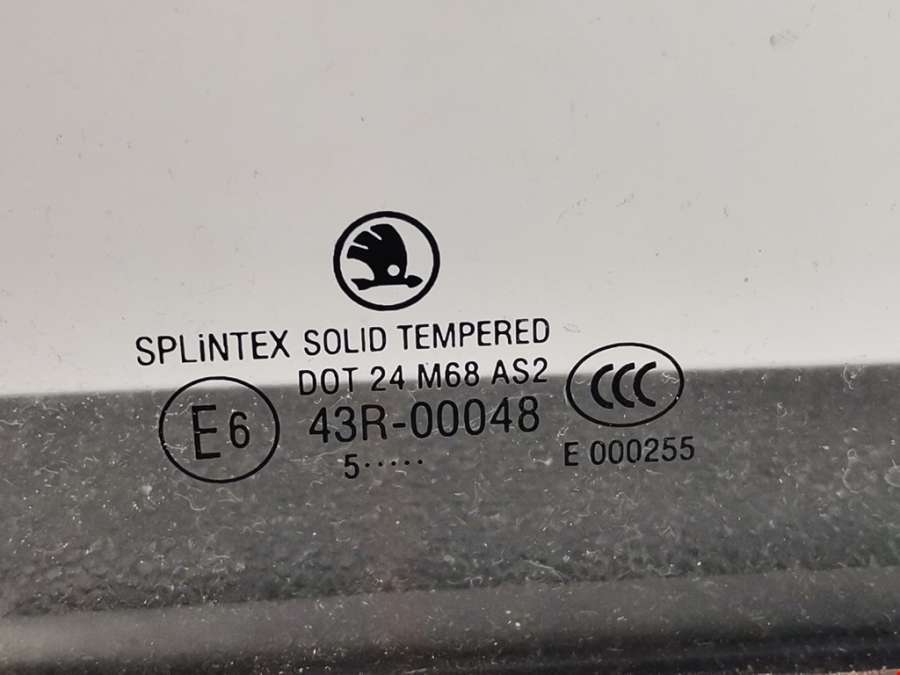 SPLiNTEX SOLID TEMPERED
DOT 24 M68 AS2
E6 43R-00048 CCC
5·····
E 000255